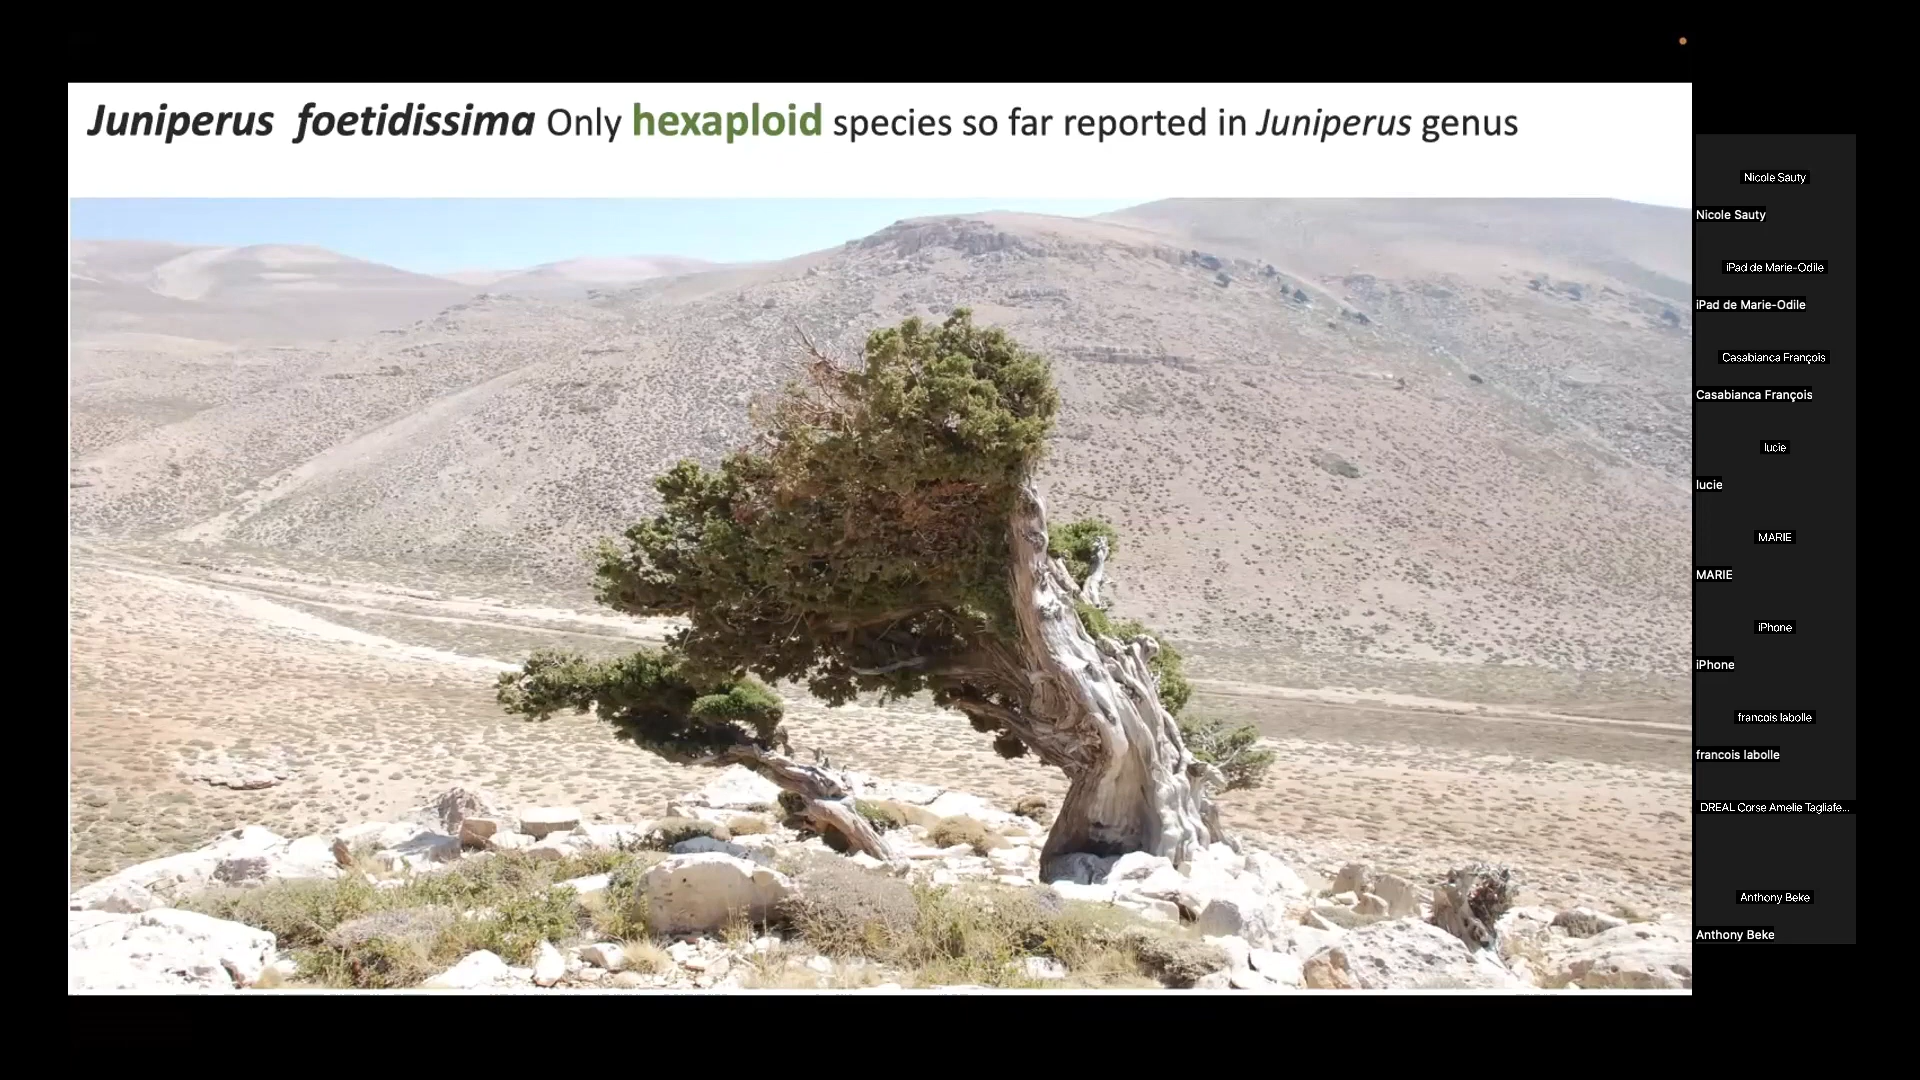 Juniperus foetidissima Only hexaploid species so far reported in Juniperus genus
Nicole Sauty
Nicole Sauty
iPad de Marie-Odile
iPad de Marie-Odile
Casabianca François
Casabianca François
lucie
lucie
MARIE
MARIE
iPhone
iPhone
francois labolle
francois labolle
DREAL Corse Amelie Tagliafe...
Anthony Beke
Anthony Beke